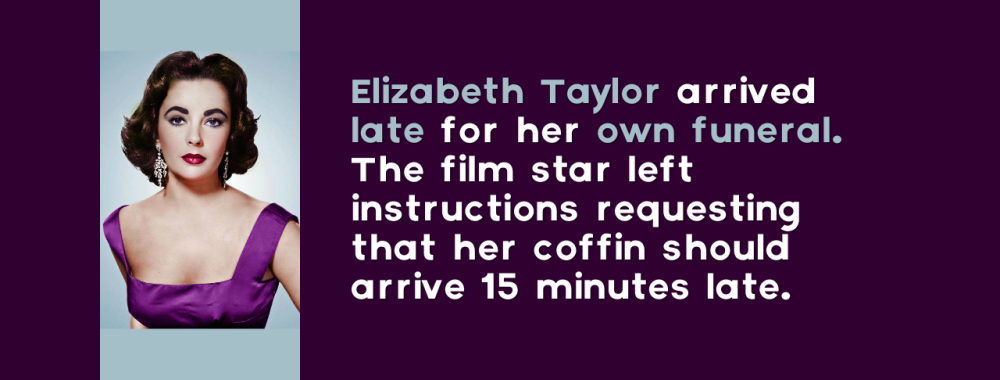 Elizabeth Taylor arrived
late for her own funeral.
The film star left
instructions requesting
that her coffin should
arrive 15 minutes late.